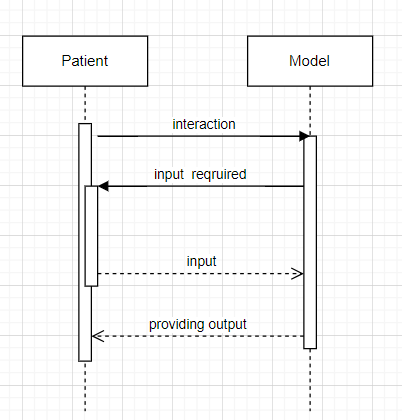 Patient
Model
interaction
input reqruired
input
providing output